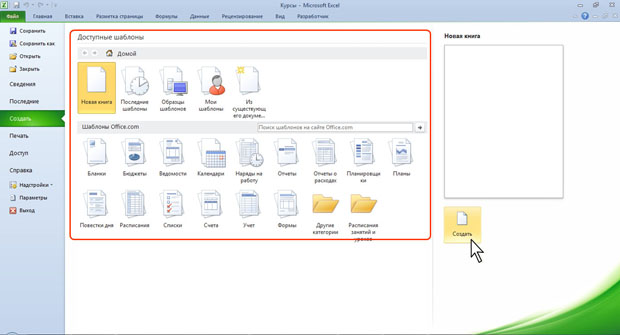 Курсы - Microsoft Excel
Файл Главная Вставка Разметка страницы Формулы Данные Рецензирование Вид Разработчик
Сохранить
Сохранить как
Открыть
Закрыть
Сведения
Последние
Создать
Печать
Доступ
Справка
Надстройки
Параметры
Выход
Доступные шаблоны
Домой
Новая книга
Последние шаблоны
Образцы шаблонов
Мои шаблоны
Из существующего докуме...
Шаблоны Office.com
Поиск шаблонов на сайте Office.com
Бланки Бюджеты Ведомости Календари Наряды на работу Отчеты Отчеты о расходах Планировщики Планы
Повестки дня Расписания Списки Счета Учет Формы Другие категории Расписания занятий и уроков
Новая книга
Создать